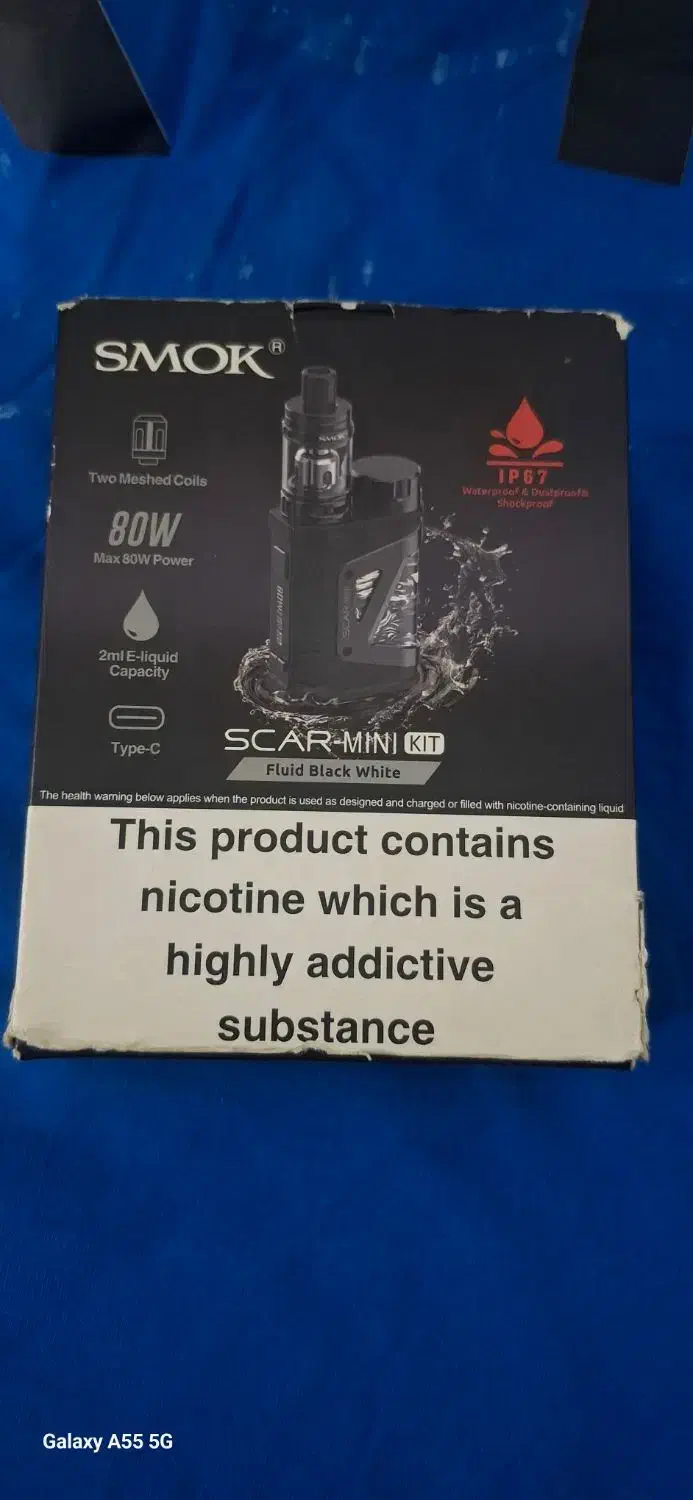 SMOK®
Two Meshed Coils
80W
Max 80W Power
2ml E-liquid
Capacity
Type-C
SMOK
IP67
Waterproof & Dustproof&
Shockproof
SCAR-MINI KIT
Fluid Black White
The health warning below applies when the product is used as designed and charged or filled with nicotine-containing liquid
This product contains
nicotine which is a
highly addictive
substance
Galaxy A55 5G